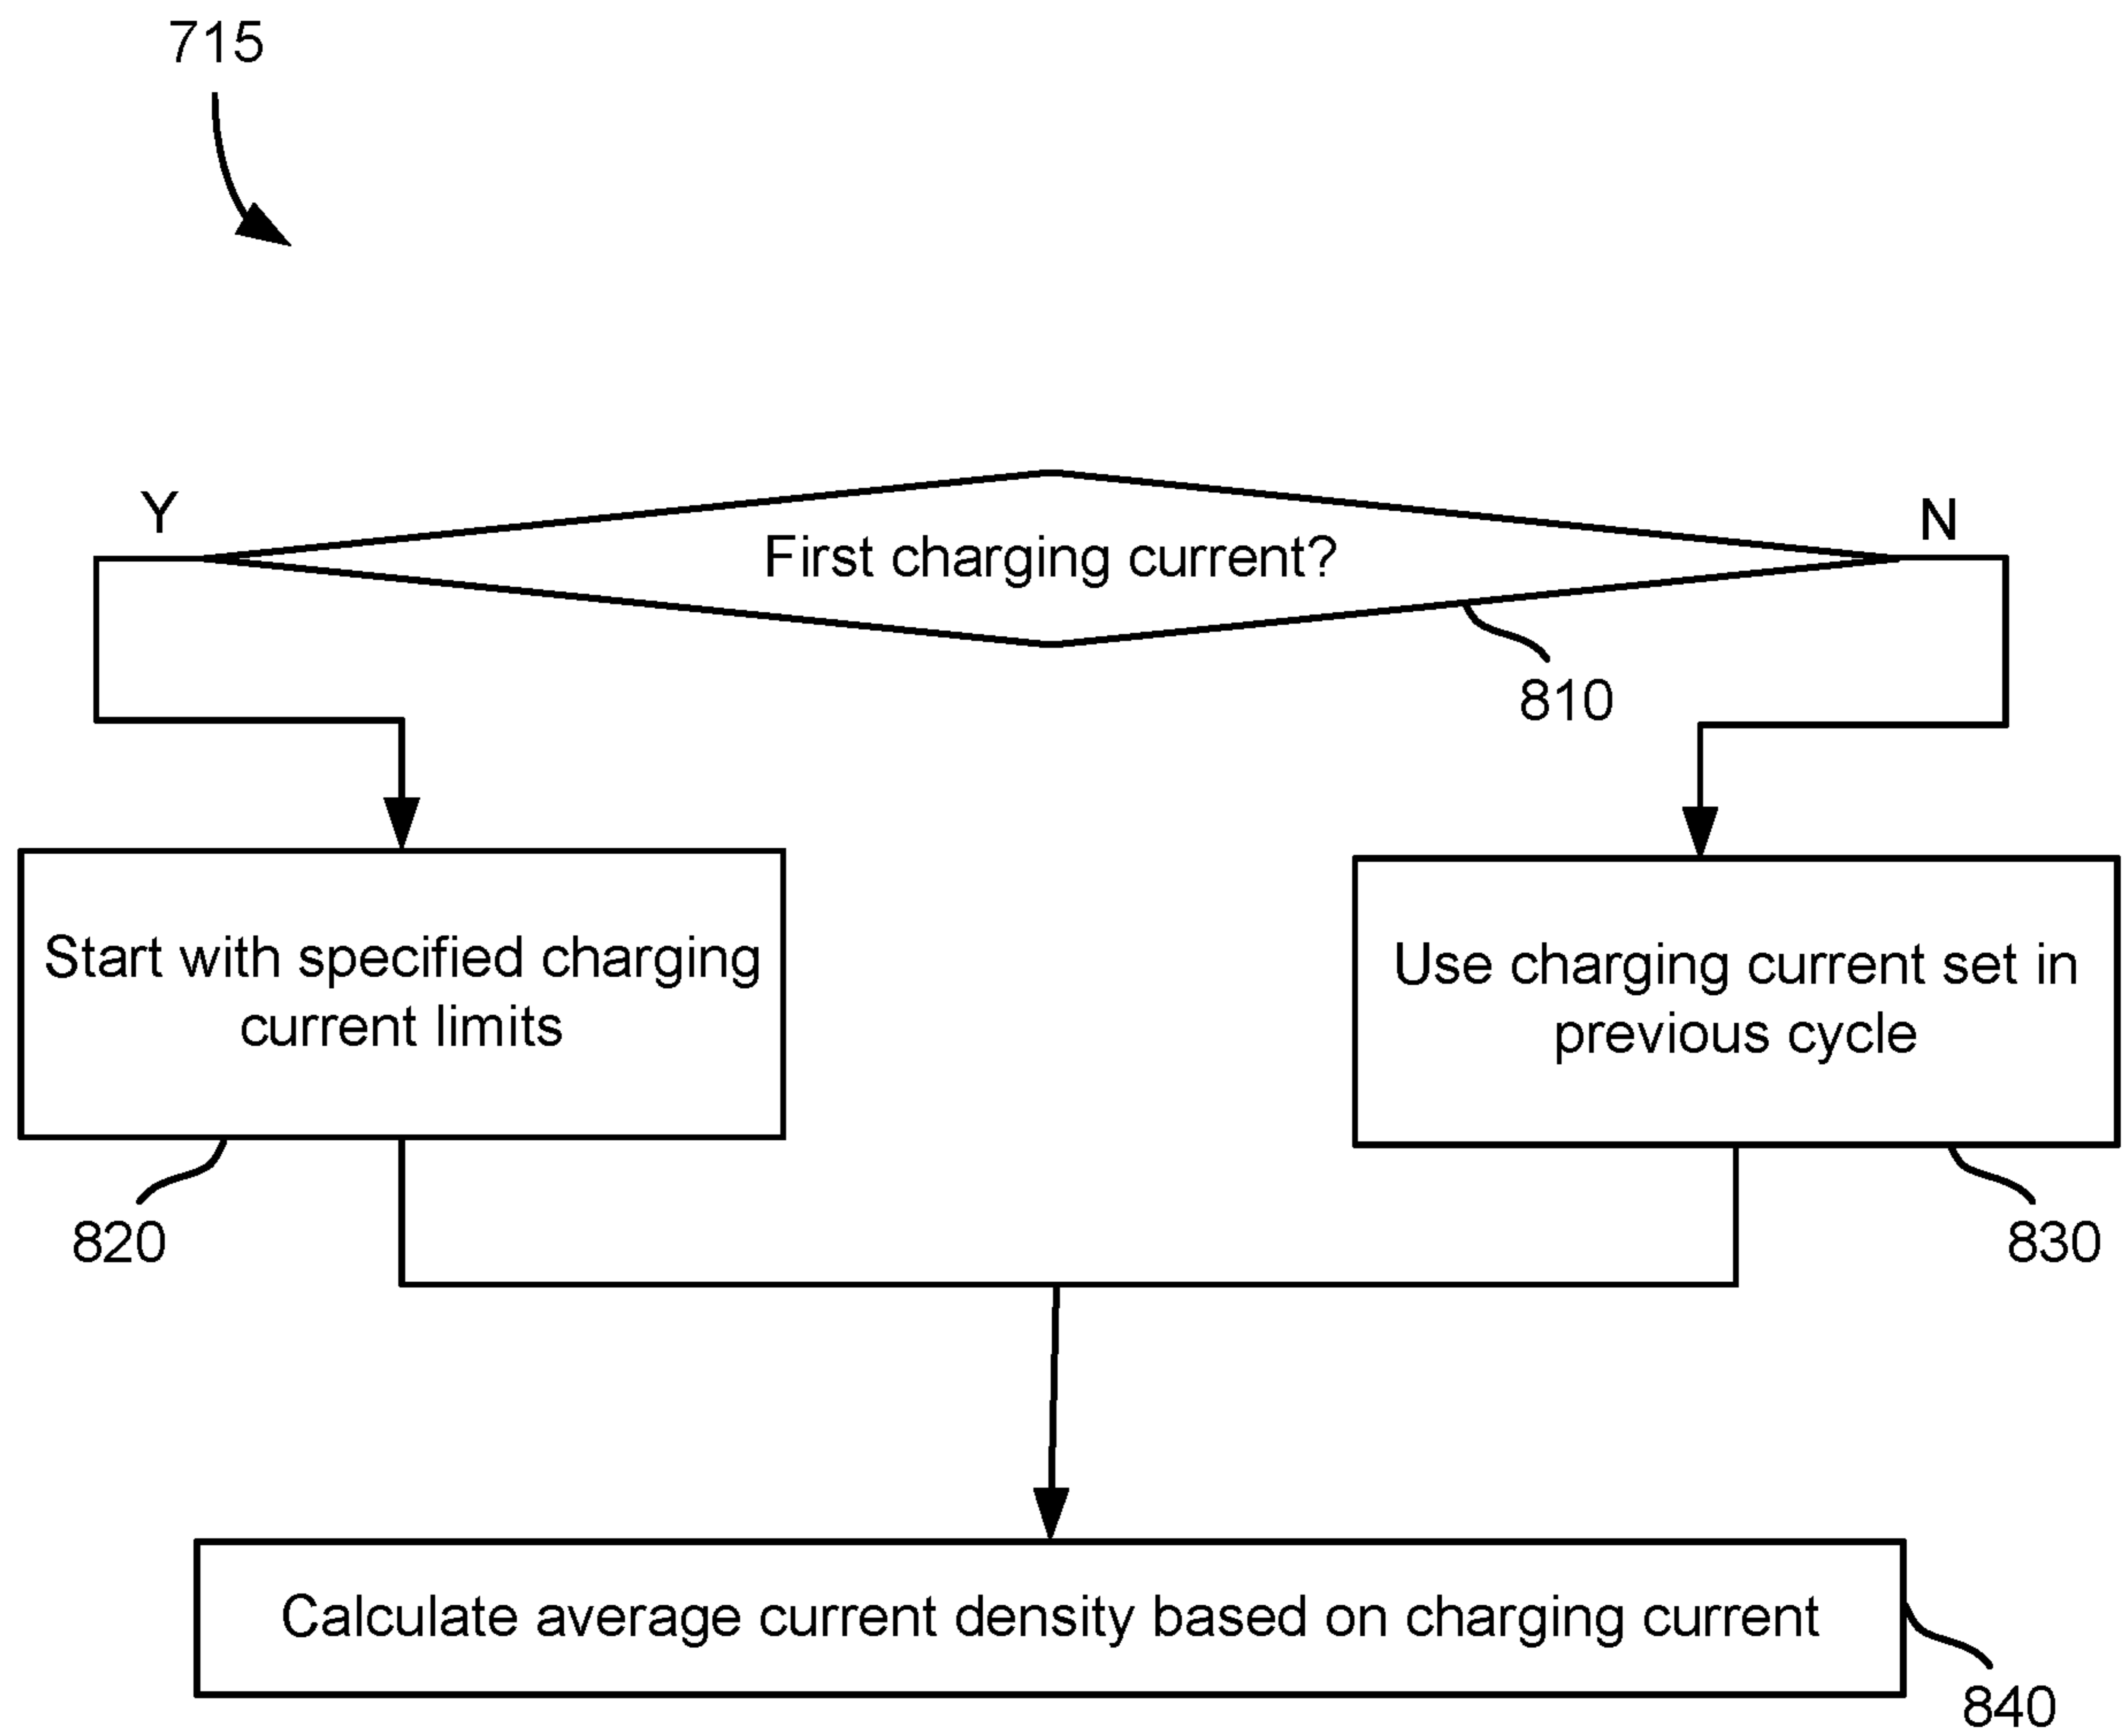 715
Y
N
First charging current?
810
Start with specified charging
current limits
Use charging current set in
previous cycle
820
830
Calculate average current density based on charging current
840